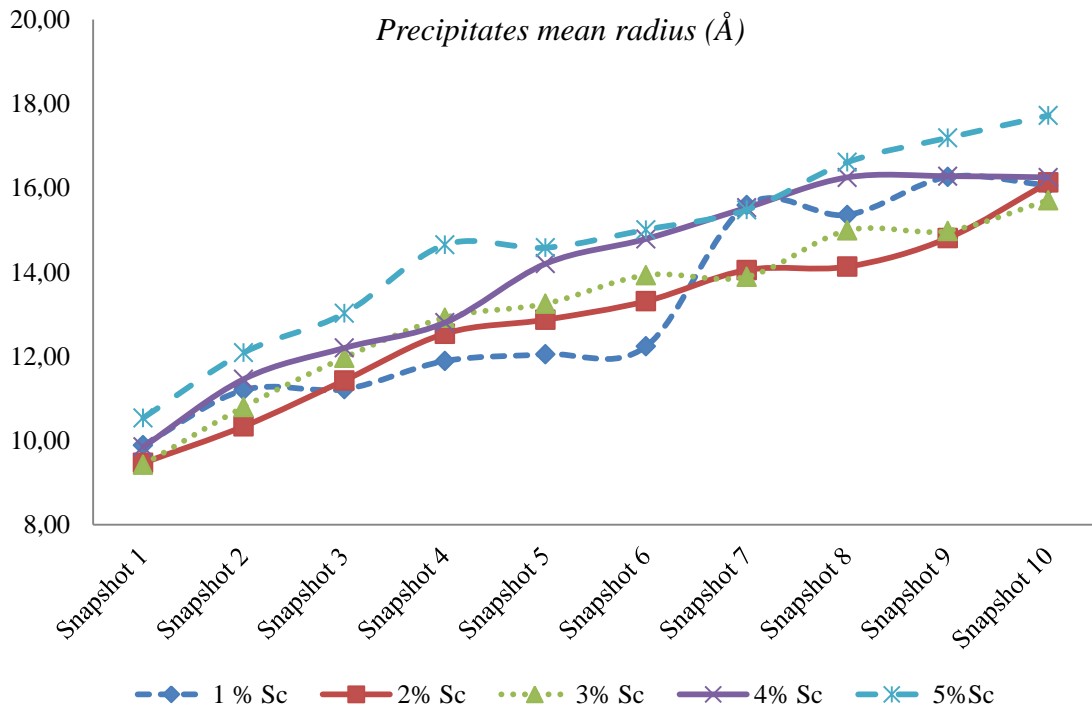 Precipitates mean radius (Å)
20,00
18,00
16,00
14,00
12,00
10,00
8,00
Snapshot 1
Snapshot 2
Snapshot 3
Snapshot 4
Snapshot 5
Snapshot 6
Snapshot 7
Snapshot 8
Snapshot 9
Snapshot 10
1 % Sc 2% Sc 3% Sc 4% Sc 5%Sc